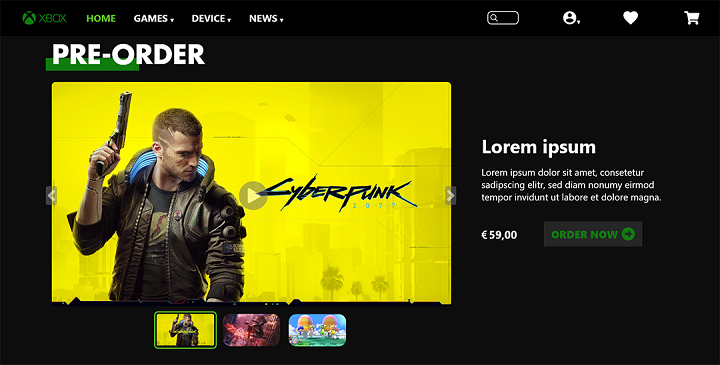 XBOX
HOME
GAMES
DEVICE
NEWS
PRE-ORDER
CYBERPUNK
2077
Lorem ipsum
Lorem ipsum dolor sit amet, consetetur
sadipscing elitr, sed diam nonumy eirmod
tempor invidunt ut labore et dolore magna.
€ 59,00
ORDER NOW